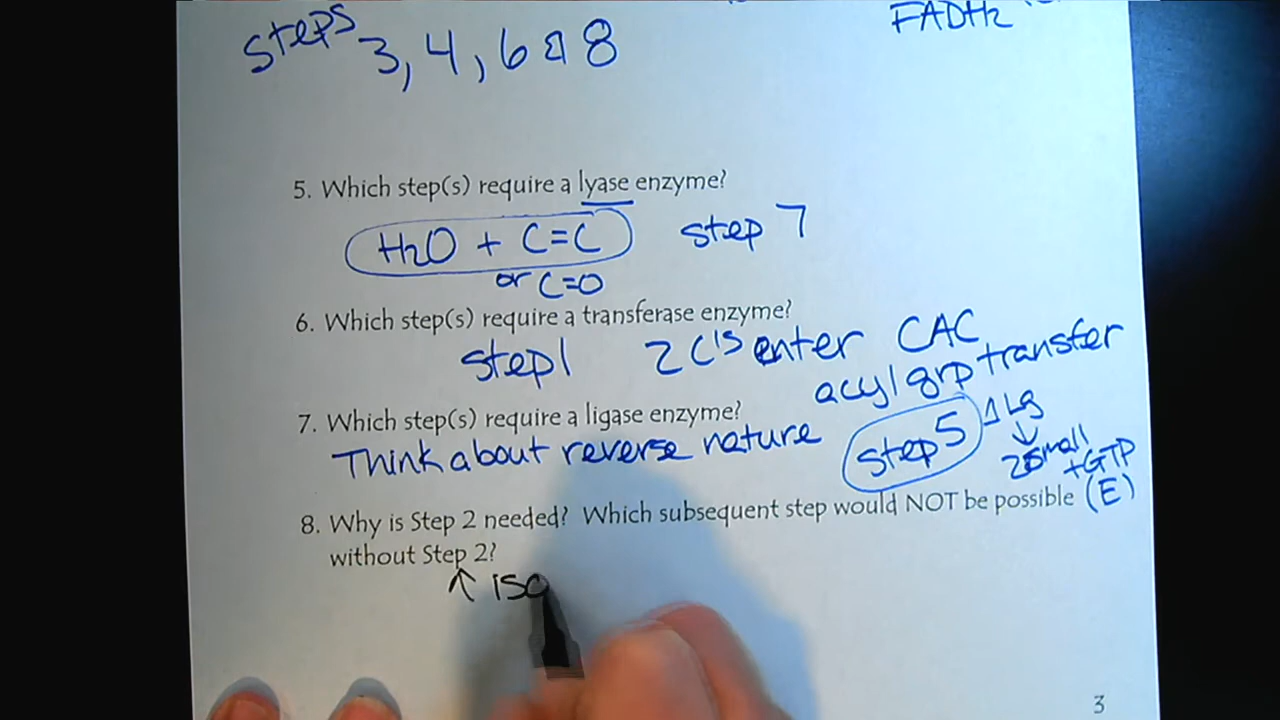 FADH2
steps 3, 4, 6 & 8
5. Which step(s) require a lyase enzyme?
H2O + C=C step 7
or C=O
6. Which step(s) require a transferase enzyme?
step 1 2 C's enter CAC
acyl grp transfer
7. Which step(s) require a ligase enzyme?
Think about reverse nature step 5 1 Lg
↓
2 small
+GTP
(E)
8. Why is Step 2 needed? Which subsequent step would NOT be possible
without Step 2?
↑ iso
3